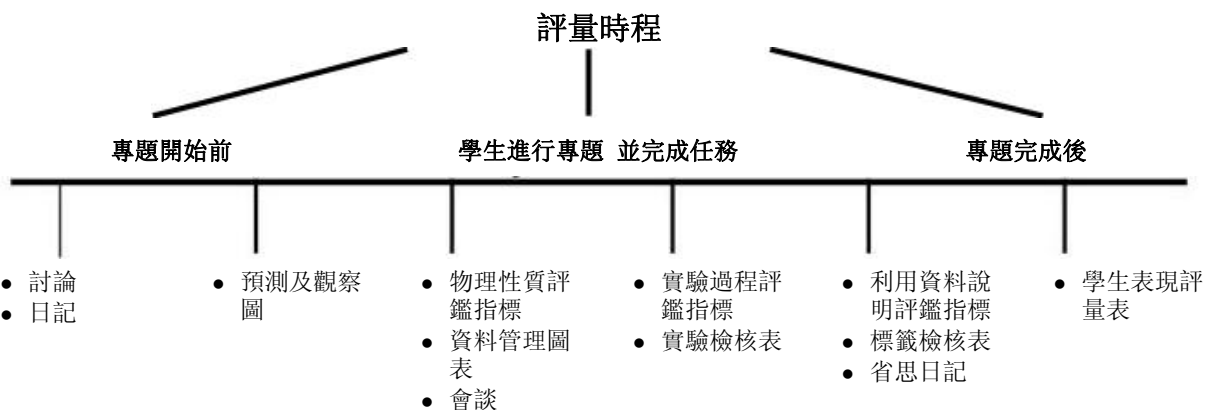 評量時程
專題開始前
學生進行專題 並完成任務
專題完成後
• 討論
• 日記
• 預測及觀察
圖
• 物理性質評
鑑指標
• 資料管理圖
表
• 會談
• 實驗過程評
鑑指標
• 實驗檢核表
• 利用資料說
明評鑑指標
• 標籤檢核表
• 省思日記
• 學生表現評
量表